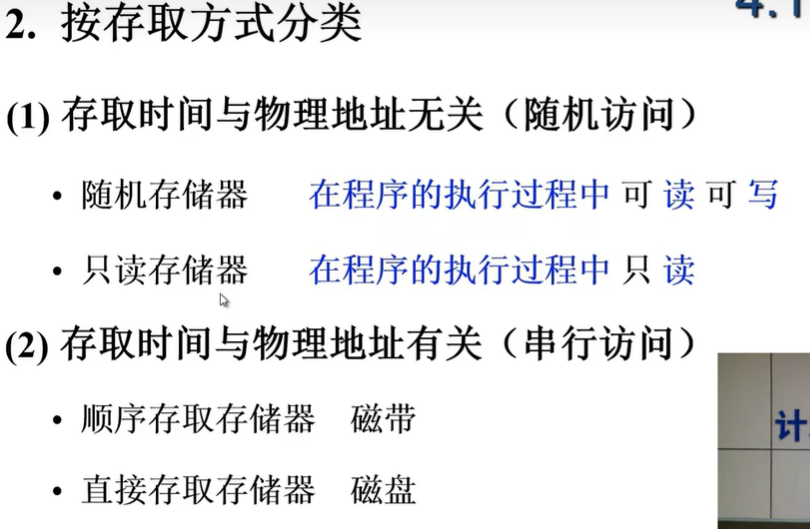 2. 按存取方式分类
(1) 存取时间与物理地址无关（随机访问）
• 随机存储器 在程序的执行过程中 可 读 可 写
• 只读存储器 在程序的执行过程中 只 读
(2) 存取时间与物理地址有关（串行访问）
• 顺序存取存储器 磁带
• 直接存取存储器 磁盘
计